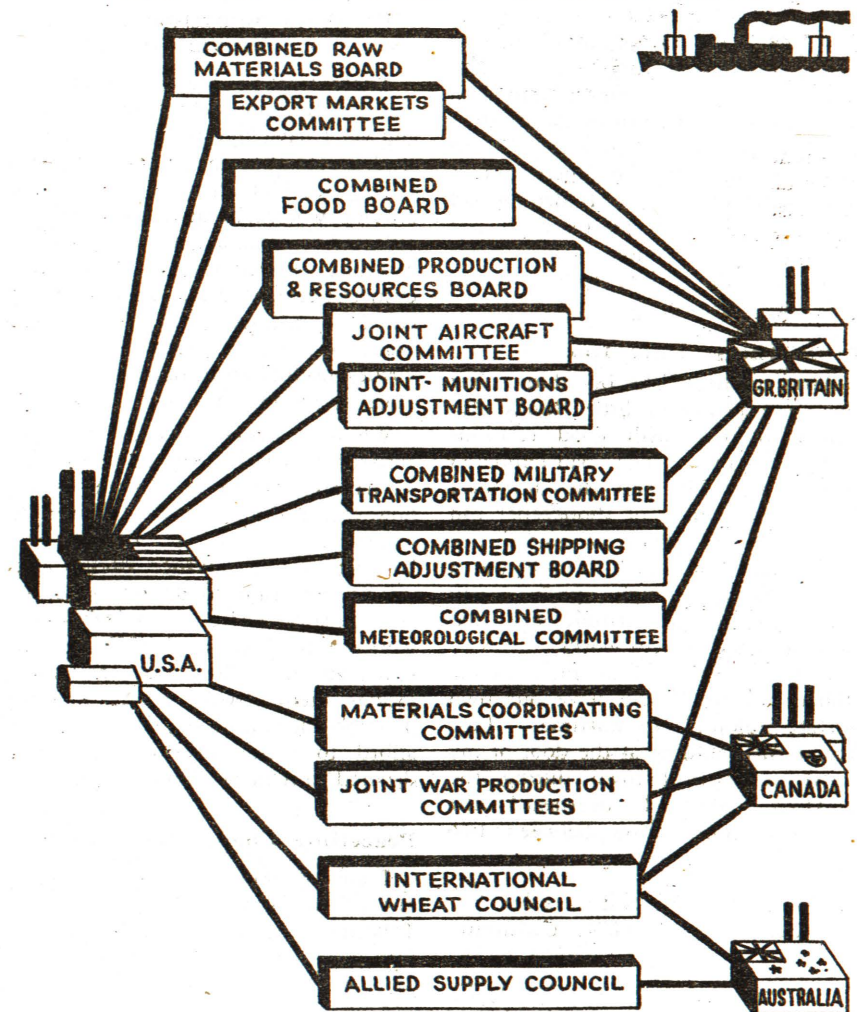 COMBINED RAW
MATERIALS BOARD
EXPORT MARKETS
COMMITTEE
COMBINED
FOOD BOARD
COMBINED PRODUCTION
& RESOURCES BOARD
JOINT AIRCRAFT
COMMITTEE
JOINT-MUNITIONS
ADJUSTMENT BOARD
GR.BRITAIN
COMBINED MILITARY
TRANSPORTATION COMMITTEE
COMBINED SHIPPING
ADJUSTMENT BOARD
COMBINED
METEOROLOGICAL COMMITTEE
U.S.A.
MATERIALS COORDINATING
COMMITTEES
JOINT WAR PRODUCTION
COMMITTEES
CANADA
INTERNATIONAL
WHEAT COUNCIL
ALLIED SUPPLY COUNCIL
AUSTRALIA